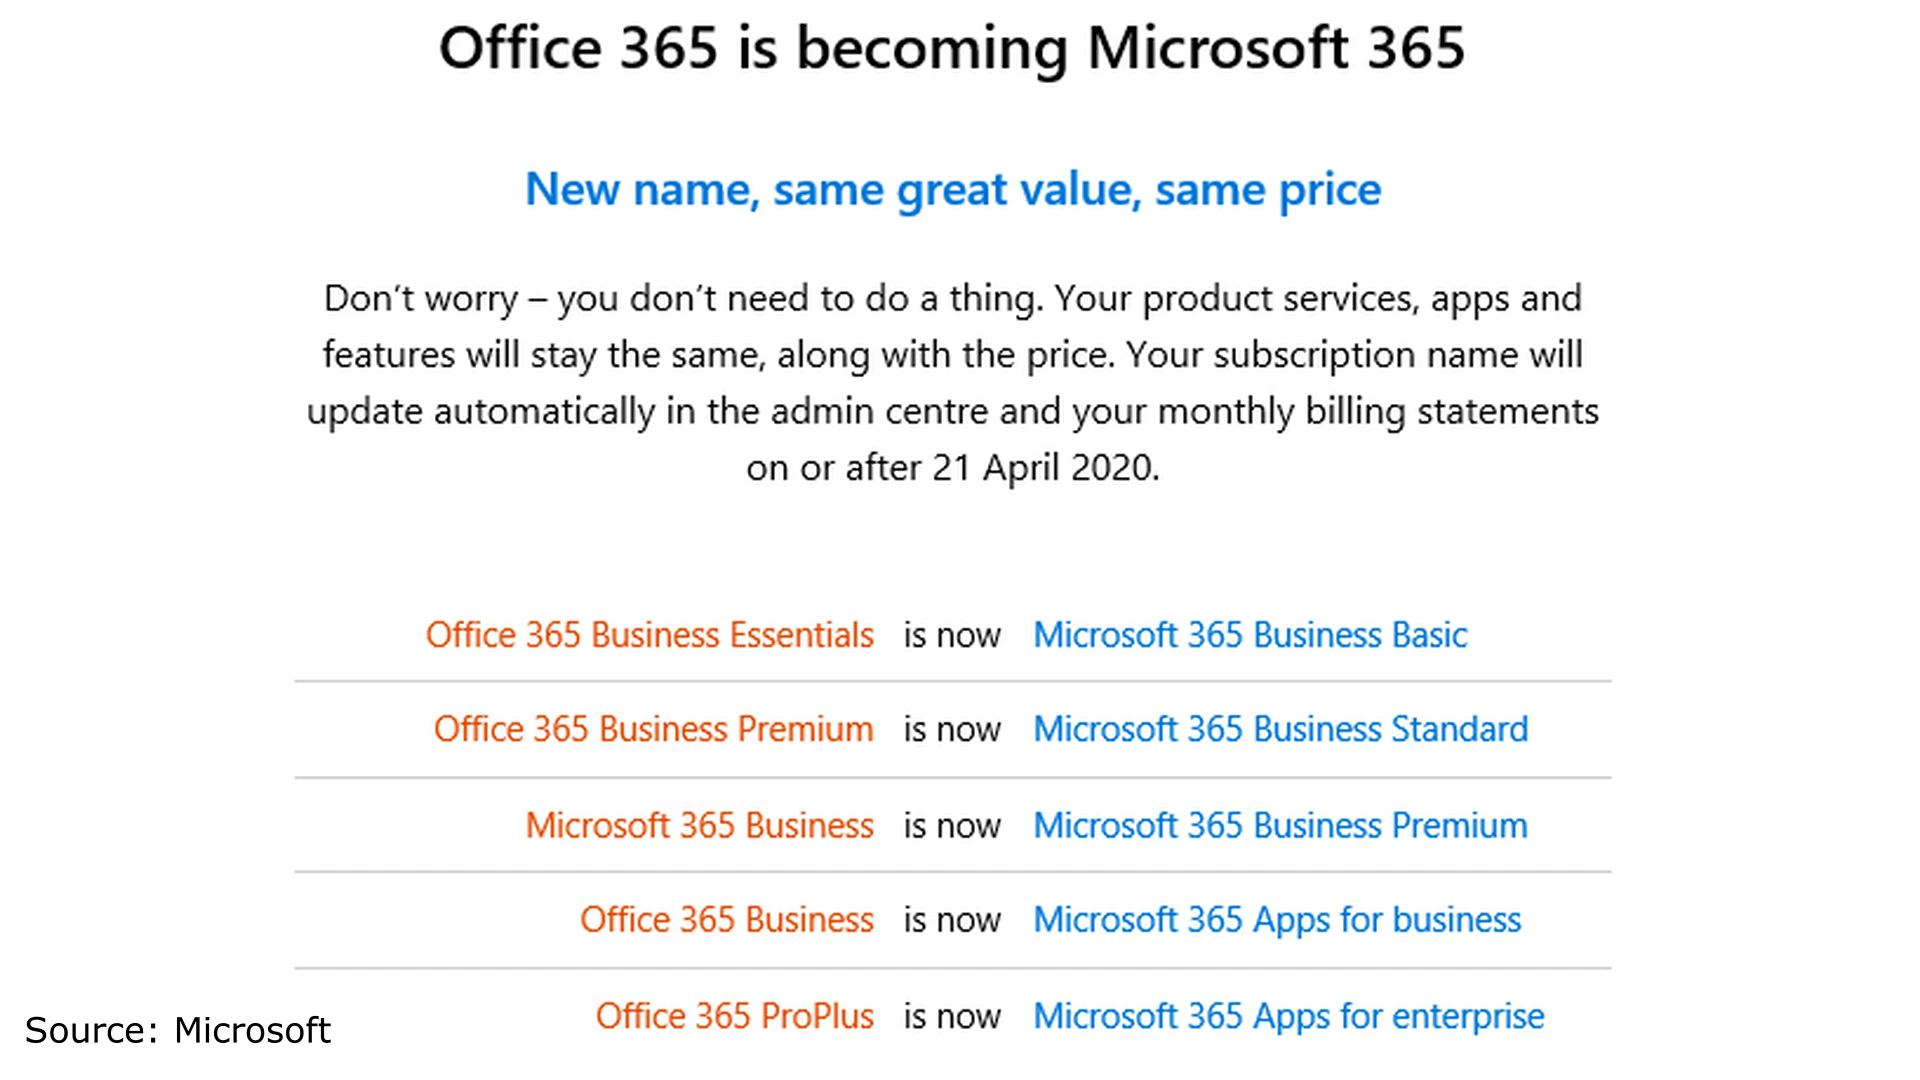 Office 365 is becoming Microsoft 365
New name, same great value, same price
Don’t worry – you don’t need to do a thing. Your product services, apps and
features will stay the same, along with the price. Your subscription name will
update automatically in the admin centre and your monthly billing statements
on or after 21 April 2020.
Office 365 Business Essentials is now Microsoft 365 Business Basic
Office 365 Business Premium is now Microsoft 365 Business Standard
Microsoft 365 Business is now Microsoft 365 Business Premium
Office 365 Business is now Microsoft 365 Apps for business
Office 365 ProPlus is now Microsoft 365 Apps for enterprise
Source: Microsoft